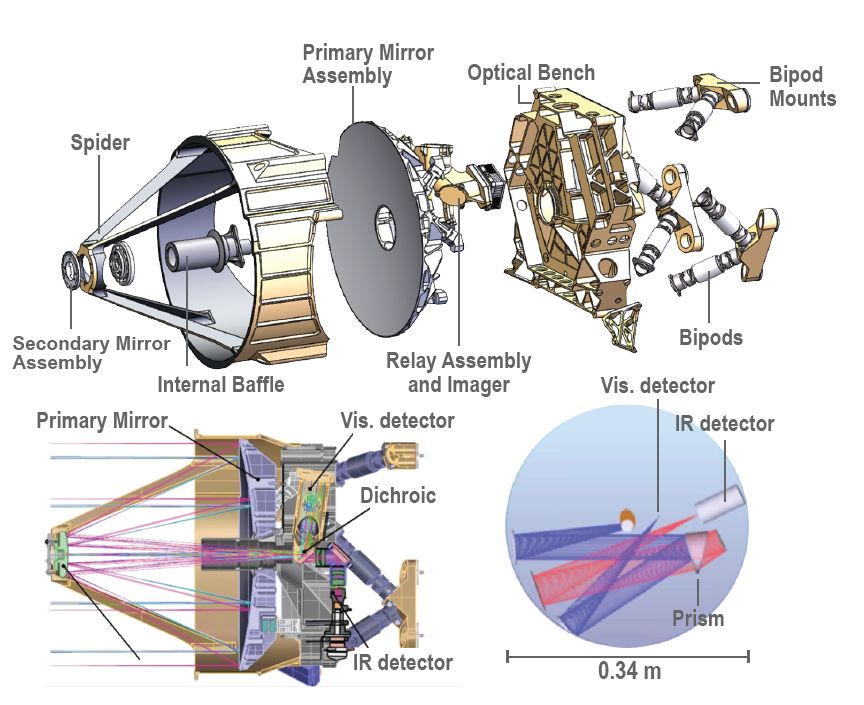 Primary Mirror
Assembly
Optical Bench
Bipod
Mounts
Spider
Secondary Mirror
Assembly
Internal Baffle
Relay Assembly
and Imager
Bipods
Primary Mirror
Vis. detector
Dichroic
IR detector
Vis. detector
IR detector
Prism
0.34 m